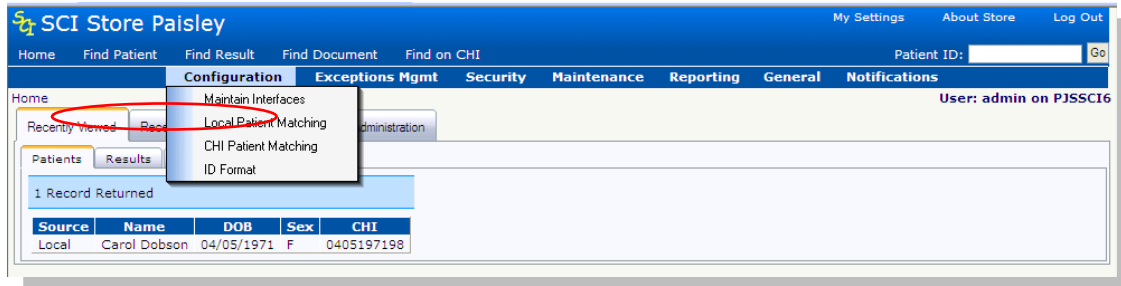 SCI Store Paisley
My Settings About Store Log Out
Home Find Patient Find Result Find Document Find on CHI Patient ID: Go
Configuration Exceptions Mgmt Security Maintenance Reporting General Notifications
Home User: admin on PJSSCI6
Maintain Interfaces
Recently Viewed Rece
Local Patient Matching dministration
CHI Patient Matching
Patients Results
ID Format
1 Record Returned
Source Name DOB Sex CHI
Local Carol Dobson 04/05/1971 F 0405197198